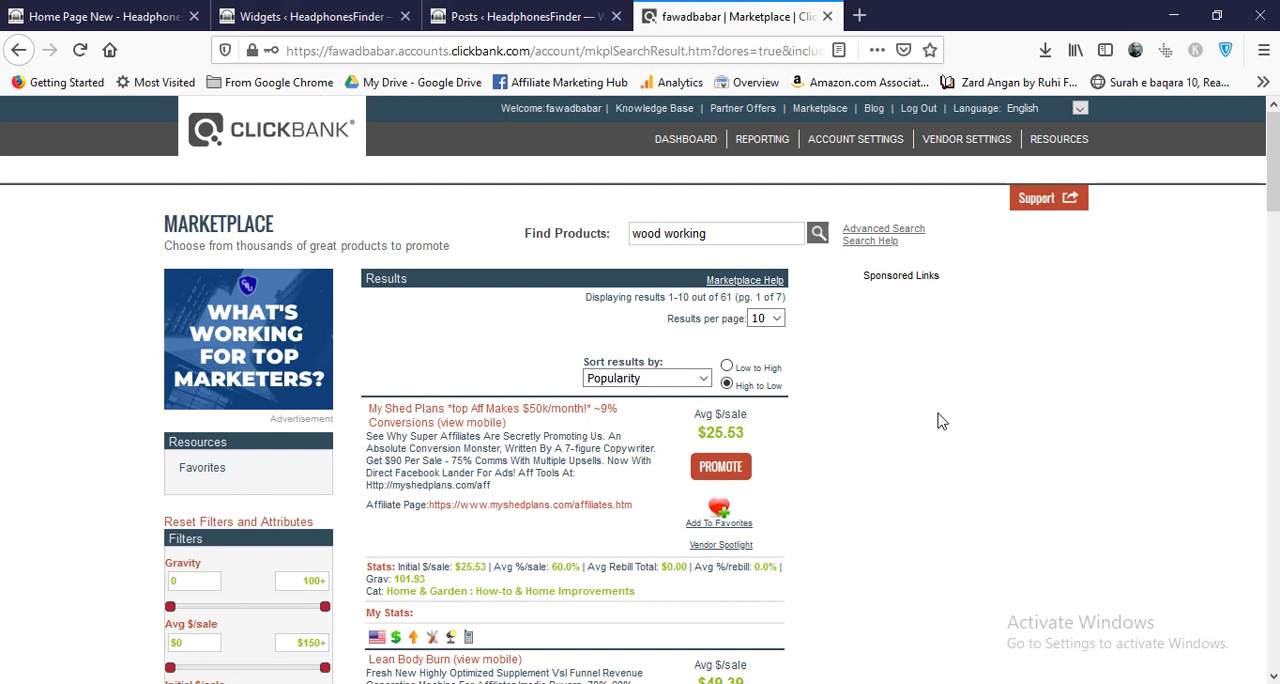 Home Page New - Headphones
Widgets ‹ HeadphonesFinder —
Posts ‹ HeadphonesFinder — W
fawadbabar | Marketplace | Clic
https://fawadbabar.accounts.clickbank.com/account/mkplSearchResult.htm?dores=true&inclu
Getting Started
Most Visited
From Google Chrome
My Drive - Google Drive
Affiliate Marketing Hub
Analytics
Overview
Amazon.com Associat...
Zard Angan by Ruhi F...
Surah e baqara 10, Rea...
Welcome:fawadbabar | Knowledge Base | Partner Offers | Marketplace | Blog | Log Out | Language: English
CLICKBANK®
DASHBOARD | REPORTING | ACCOUNT SETTINGS | VENDOR SETTINGS | RESOURCES
Support
MARKETPLACE
Choose from thousands of great products to promote
Find Products:
wood working
Advanced Search
Search Help
WHAT'S
WORKING
FOR TOP
MARKETERS?
Advertisement
Results
Marketplace Help
Sponsored Links
Displaying results 1-10 out of 61 (pg. 1 of 7)
Results per page: 10
Sort results by:
Popularity
Low to High
High to Low
My Shed Plans *top Aff Makes $50k/month!* ~9%
Conversions (view mobile)
See Why Super Affiliates Are Secretly Promoting Us. An
Absolute Conversion Monster, Written By A 7-figure Copywriter.
Get $90 Per Sale - 75% Comms With Multiple Upsells. Now With
Direct Facebook Lander For Ads! Aff Tools At:
Http://myshedplans.com/aff
Affiliate Page:https://www.myshedplans.com/affiliates.htm
Avg $/sale
$25.53
PROMOTE
Add To Favorites
Vendor Spotlight
Stats: Initial $/sale: $25.53 | Avg %/sale: 60.0% | Avg Rebill Total: $0.00 | Avg %/rebill: 0.0% |
Grav: 101.93
Cat: Home & Garden : How-to & Home Improvements
My Stats:
Lean Body Burn (view mobile)
Fresh New Highly Optimized Supplement Vsl Funnel Revenue
Avg $/sale
$49.39
Resources
Favorites
Reset Filters and Attributes
Filters
Gravity
0
100+
Avg $/sale
$0
$150+
Activate Windows
Go to Settings to activate Windows.